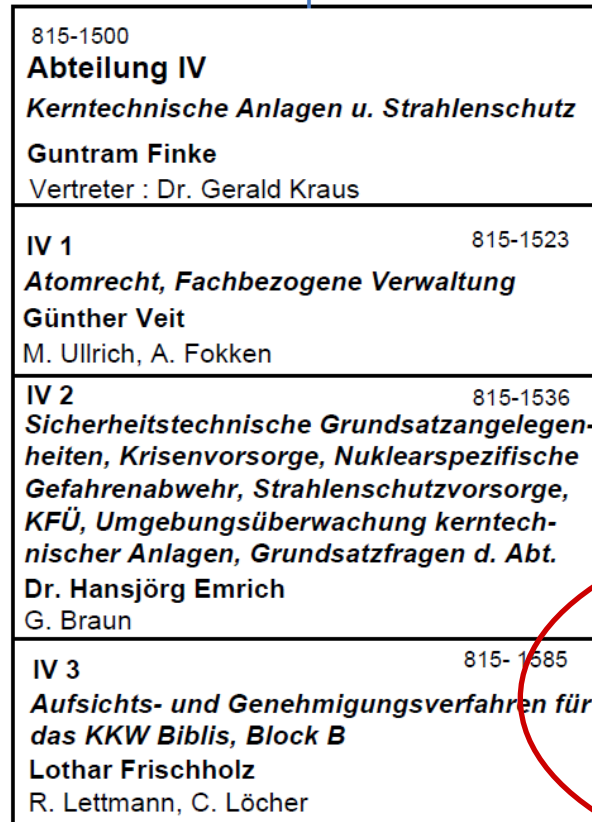 815-1500
Abteilung IV
Kerntechnische Anlagen u. Strahlenschutz
Guntram Finke
Vertreter : Dr. Gerald Kraus
IV 1 815-1523
Atomrecht, Fachbezogene Verwaltung
Günther Veit
M. Ullrich, A. Fokken
IV 2 815-1536
Sicherheitstechnische Grundsatzangelegen-
heiten, Krisenvorsorge, Nuklearspezifische
Gefahrenabwehr, Strahlenschutzvorsorge,
KFÜ, Umgebungsüberwachung kerntech-
nischer Anlagen, Grundsatzfragen d. Abt.
Dr. Hansjörg Emrich
G. Braun
IV 3 815- 1585
Aufsichts- und Genehmigungsverfahren für
das KKW Biblis, Block B
Lothar Frischholz
R. Lettmann, C. Löcher